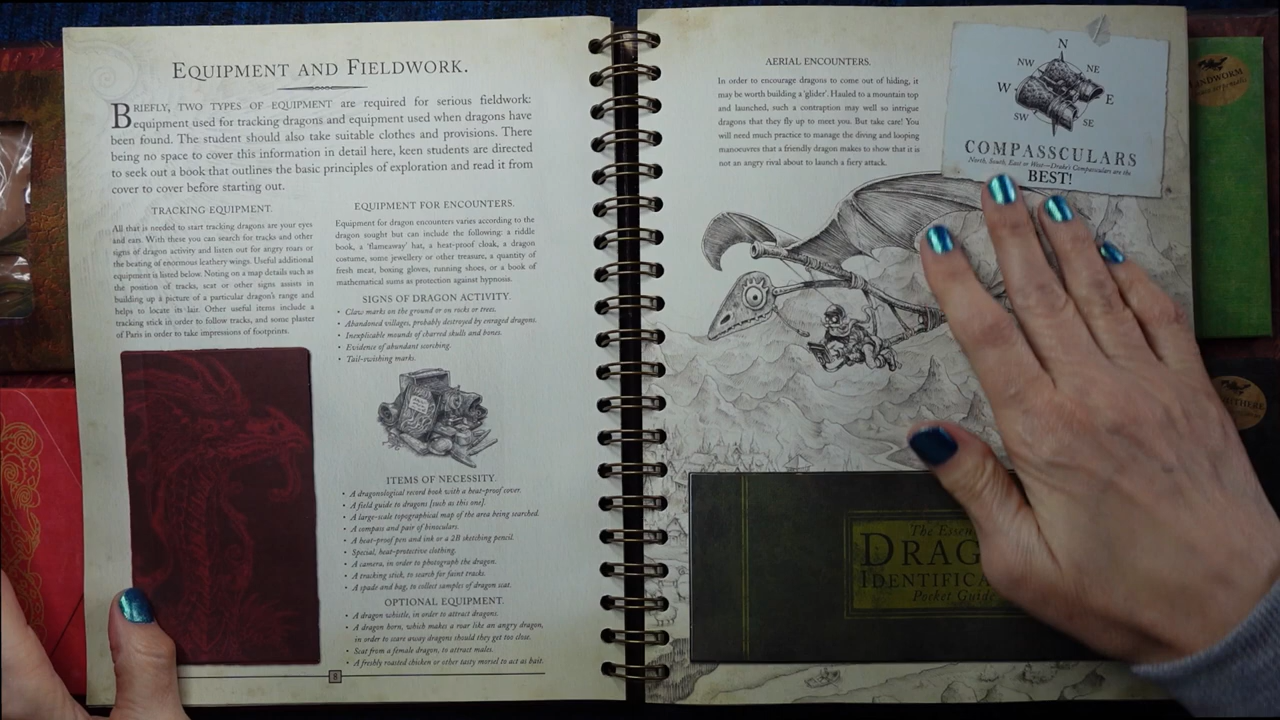 EQUIPMENT AND FIELDWORK.
BRIEFLY, TWO TYPES OF EQUIPMENT are required for serious fieldwork:
equipment used for tracking dragons and equipment used when dragons have
been found. The student should also take suitable clothes and provisions. There
being no space to cover this information in detail here, keen students are directed
to seek out a book that outlines the basic principles of exploration and read it from
cover to cover before starting out.
TRACKING EQUIPMENT.
All that is needed to start tracking dragons are your eyes
and ears. With these you can search for tracks and other
signs of dragon activity and listen out for angry roars or
the beating of enormous leathery wings. Useful additional
equipment is listed below. Noting on a map details such as
the position of tracks, scat or other signs assists in
building up a picture of a particular dragon's range and
helps to locate its lair. Other useful items include a
tracking stick in order to follow tracks, and some plaster
of Paris in order to take impressions of footprints.
EQUIPMENT FOR ENCOUNTERS.
Equipment for dragon encounters varies according to the
dragon sought but can include the following: a riddle
book, a 'flameaway' hat, a heat-proof cloak, a dragon
costume, some jewellery or other treasure, a quantity of
fresh meat, boxing gloves, running shoes, or a book of
mathematical sums as protection against hypnosis.
SIGNS OF DRAGON ACTIVITY.
• Claw marks on the ground or on rocks or trees.
• Abandoned villages, probably destroyed by enraged dragons.
• Inexplicable mounds of charred skulls and bones.
• Evidence of abundant scorching.
• Tail-swishing marks.
ITEMS OF NECESSITY.
• A dragonological record book with a heat-proof cover.
• A field guide to dragons [such as this one].
• A large-scale topographical map of the area being searched.
• A compass and pair of binoculars.
• A heat-proof pen and ink or a 2B sketching pencil.
• Special, heat-protective clothing.
• A camera, in order to photograph the dragon.
• A tracking stick, to search for faint tracks.
• A spade and bag, to collect samples of dragon scat.
OPTIONAL EQUIPMENT.
• A dragon whistle, in order to attract dragons.
• A dragon horn, which makes a roar like an angry dragon,
in order to scare away dragons should they get too close.
• Scat from a female dragon, to attract males.
• A freshly roasted chicken or other tasty morsel to act as bait.
8
AERIAL ENCOUNTERS.
In order to encourage dragons to come out of hiding, it
may be worth building a 'glider'. Hauled to a mountain top
and launched, such a contraption may well so intrigue
dragons that they fly up to meet you. But take care! You
will need much practice to manage the diving and looping
manoeuvres that a friendly dragon makes to show that it is
not an angry rival about to launch a fiery attack.
N
NW NE
W E
SW SE
COMPASSCULARS
North, South, East or West—Drake's Compassculars are the
BEST!
The Essen
DRAG
IDENTIFICA
Pocket Guide